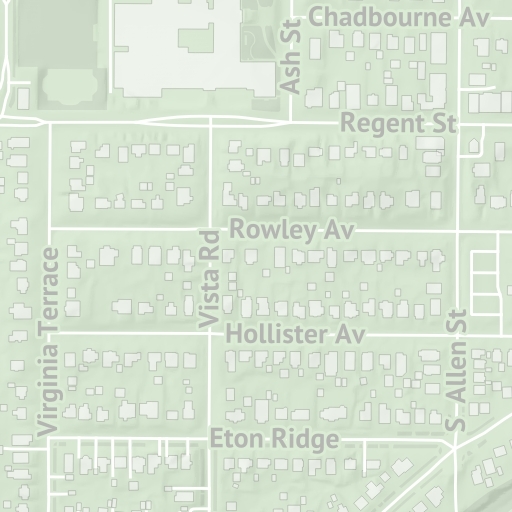 Chadbourne Av
Ash St
Regent St
Rowley Av
Vista Rd
Virginia Terrace
Hollister Av
S Allen St
Eton Ridge